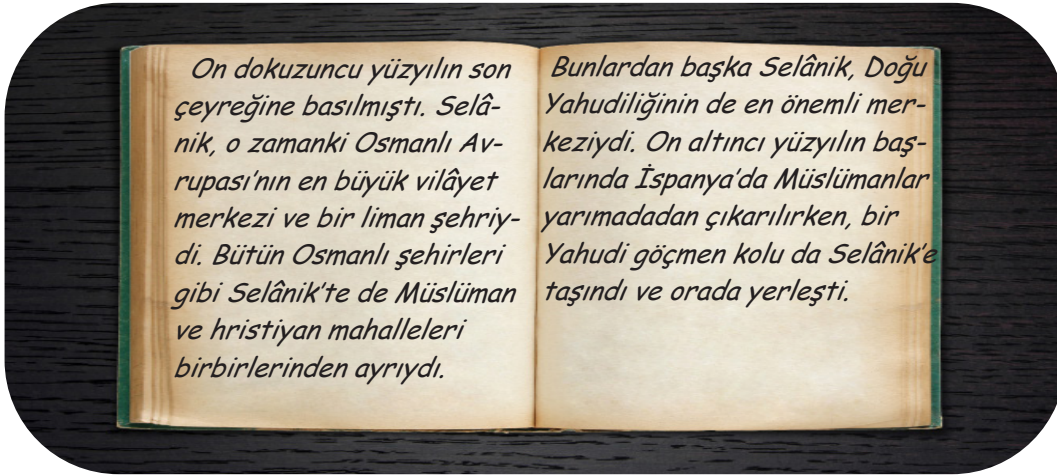 On dokuzuncu yüzyılın son
çeyreğine basılmıştı. Selâ-
nik, o zamanki Osmanlı Av-
rupası'nın en büyük vilâyet
merkezi ve bir liman şehriy-
di. Bütün Osmanlı şehirleri
gibi Selânik'te de Müslüman
ve hristiyan mahalleleri
birbirlerinden ayrıydı.
Bunlardan başka Selânik, Doğu
Yahudiliğinin de en önemli mer-
keziydi. On altıncı yüzyılın baş-
larında İspanya'da Müslümanlar
yarımadadan çıkarılırken, bir
Yahudi göçmen kolu da Selânik'e
taşındı ve orada yerleşti.